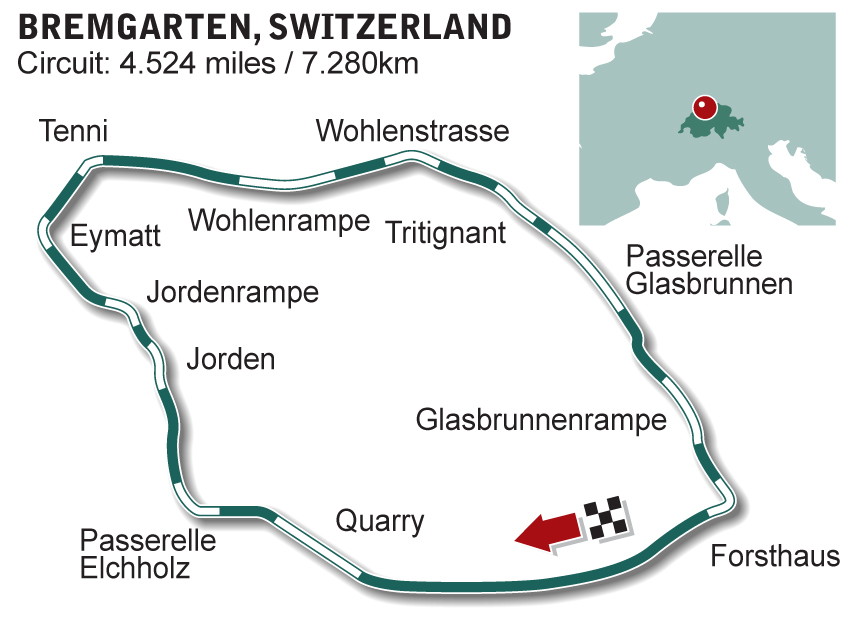 BREMGARTEN, SWITZERLAND
Circuit: 4.524 miles / 7.280km
Tenni
Wohlenstrasse
Wohlenrampe
Tritignant
Eymatt
Passerelle
Glasbrunnen
Jordenrampe
Jorden
Glasbrunnenrampe
Quarry
Passerelle
Elchholz
Forsthaus